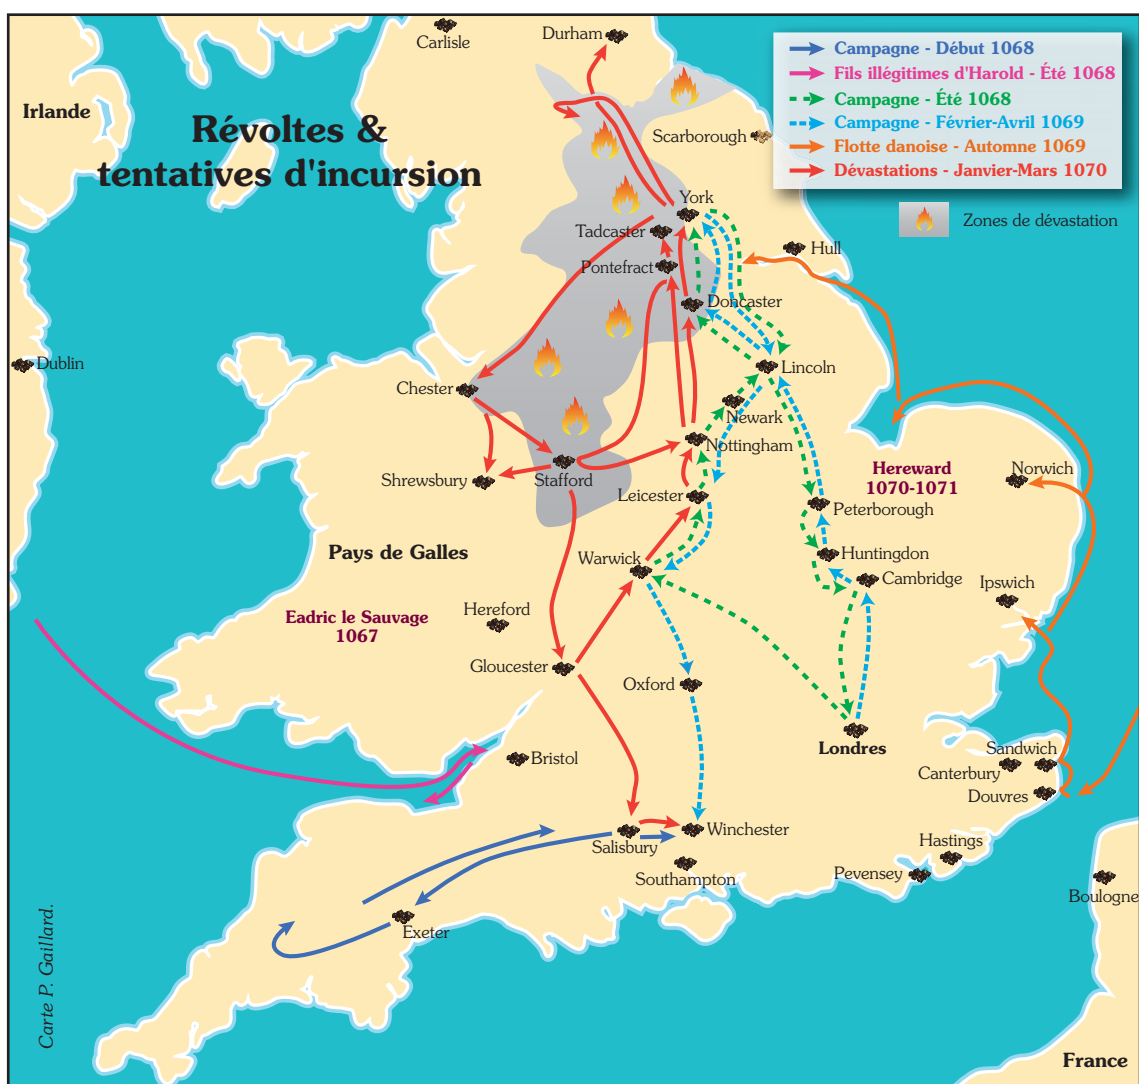 Carlisle
Durham
Campagne - Début 1068
Fils illégitimes d'Harold - Été 1068
Campagne - Été 1068
Campagne - Février-Avril 1069
Flotte danoise - Automne 1069
Dévastations - Janvier-Mars 1070
Zones de dévastation
Irlande
Révoltes &
tentatives d'incursion
Scarborough
York
Tadcaster
Hull
Pontefract
Doncaster
Dublin
Lincoln
Chester
Newark
Nottingham
Hereward
1070-1071
Norwich
Shrewsbury
Stafford
Leicester
Peterborough
Pays de Galles
Huntingdon
Warwick
Cambridge
Ipswich
Hereford
Eadric le Sauvage
1067
Gloucester
Oxford
Londres
Sandwich
Bristol
Canterbury
Douvres
Winchester
Salisbury
Hastings
Southampton
Pevensey
Boulogne
Exeter
Carte P. Gaillard.
France